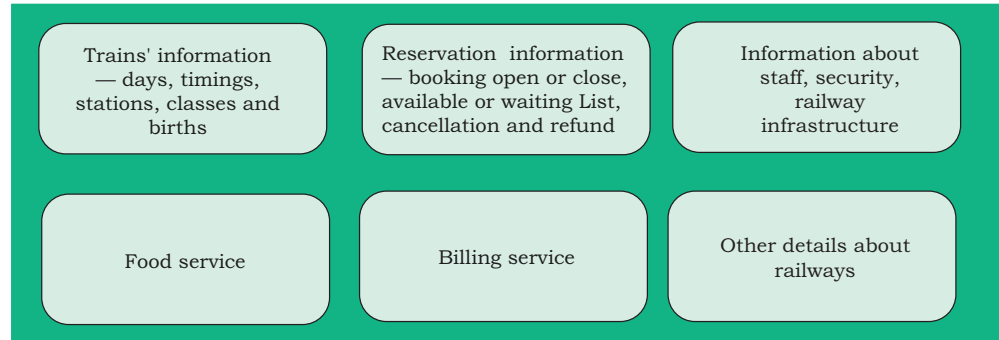 Trains' information
— days, timings,
stations, classes and
births
Reservation information
— booking open or close,
available or waiting List,
cancellation and refund
Information about
staff, security,
railway
infrastructure
Food service
Billing service
Other details about
railways